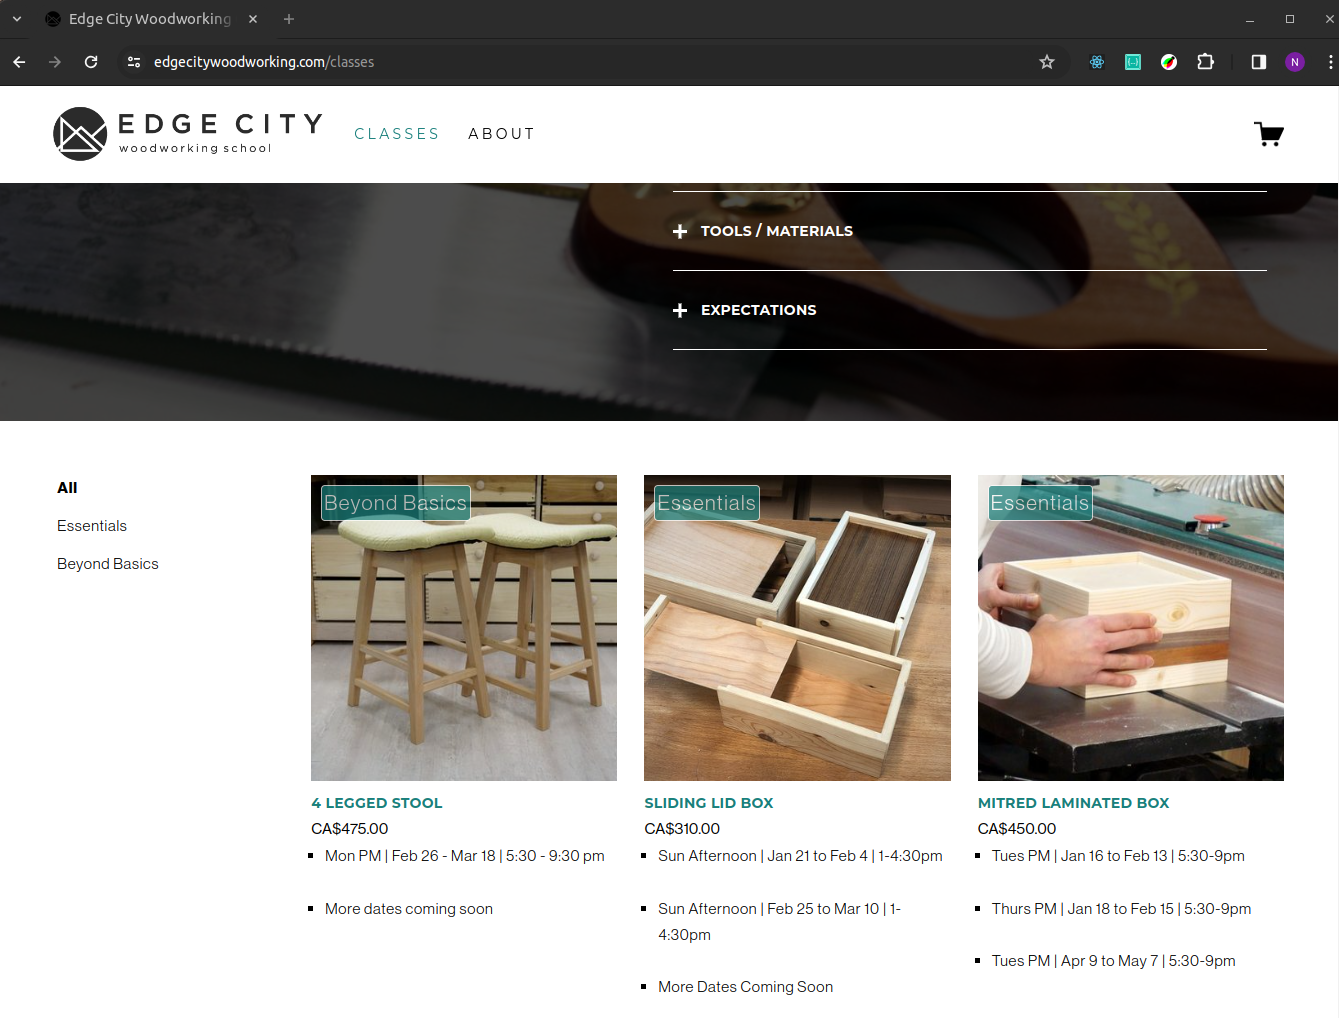 Edge City Woodworking
edgecitywoodworking.com/classes
N
EDGE CITY
woodworking school
CLASSES
ABOUT
TOOLS / MATERIALS
EXPECTATIONS
All
Essentials
Beyond Basics
Beyond Basics
4 LEGGED STOOL
CA$475.00
Mon PM | Feb 26 - Mar 18 | 5:30 - 9:30 pm
More dates coming soon
Essentials
SLIDING LID BOX
CA$310.00
Sun Afternoon | Jan 21 to Feb 4 | 1-4:30pm
Sun Afternoon | Feb 25 to Mar 10 | 1-
4:30pm
More Dates Coming Soon
Essentials
MITRED LAMINATED BOX
CA$450.00
Tues PM | Jan 16 to Feb 13 | 5:30-9pm
Thurs PM | Jan 18 to Feb 15 | 5:30-9pm
Tues PM | Apr 9 to May 7 | 5:30-9pm